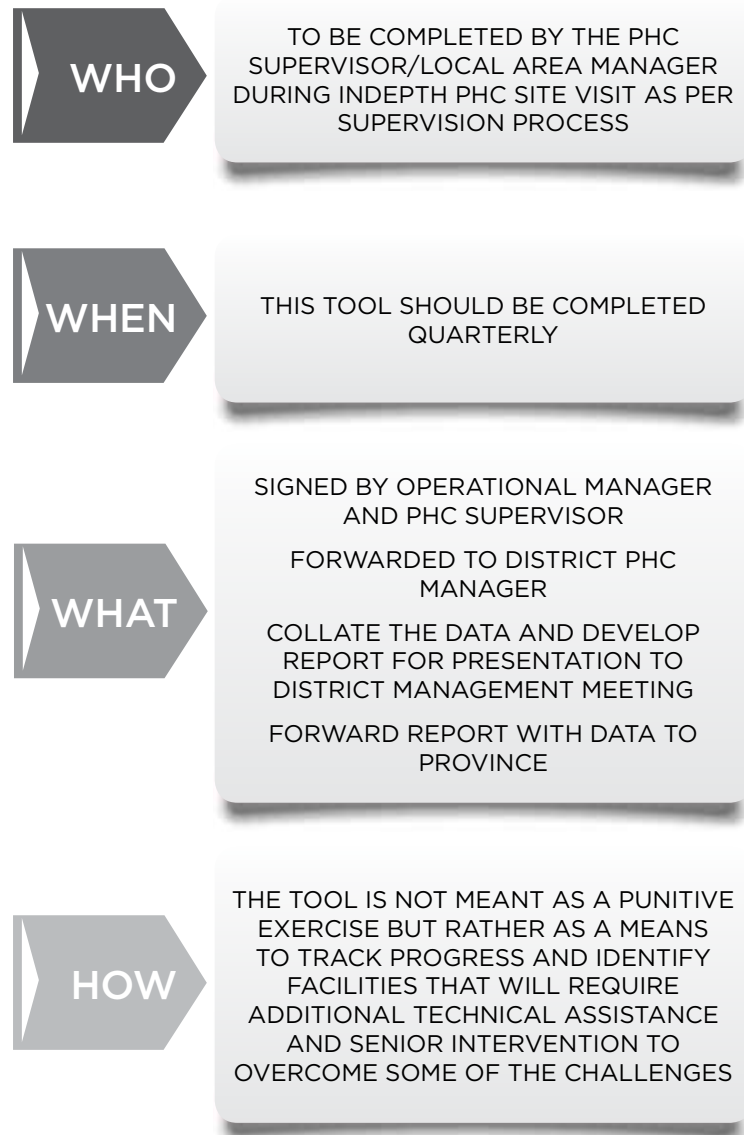 WHO
TO BE COMPLETED BY THE PHC
SUPERVISOR/LOCAL AREA MANAGER
DURING INDEPTH PHC SITE VISIT AS PER
SUPERVISION PROCESS
WHEN
THIS TOOL SHOULD BE COMPLETED
QUARTERLY
WHAT
SIGNED BY OPERATIONAL MANAGER
AND PHC SUPERVISOR
FORWARDED TO DISTRICT PHC
MANAGER
COLLATE THE DATA AND DEVELOP
REPORT FOR PRESENTATION TO
DISTRICT MANAGEMENT MEETING
FORWARD REPORT WITH DATA TO
PROVINCE
HOW
THE TOOL IS NOT MEANT AS A PUNITIVE
EXERCISE BUT RATHER AS A MEANS
TO TRACK PROGRESS AND IDENTIFY
FACILITIES THAT WILL REQUIRE
ADDITIONAL TECHNICAL ASSISTANCE
AND SENIOR INTERVENTION TO
OVERCOME SOME OF THE CHALLENGES